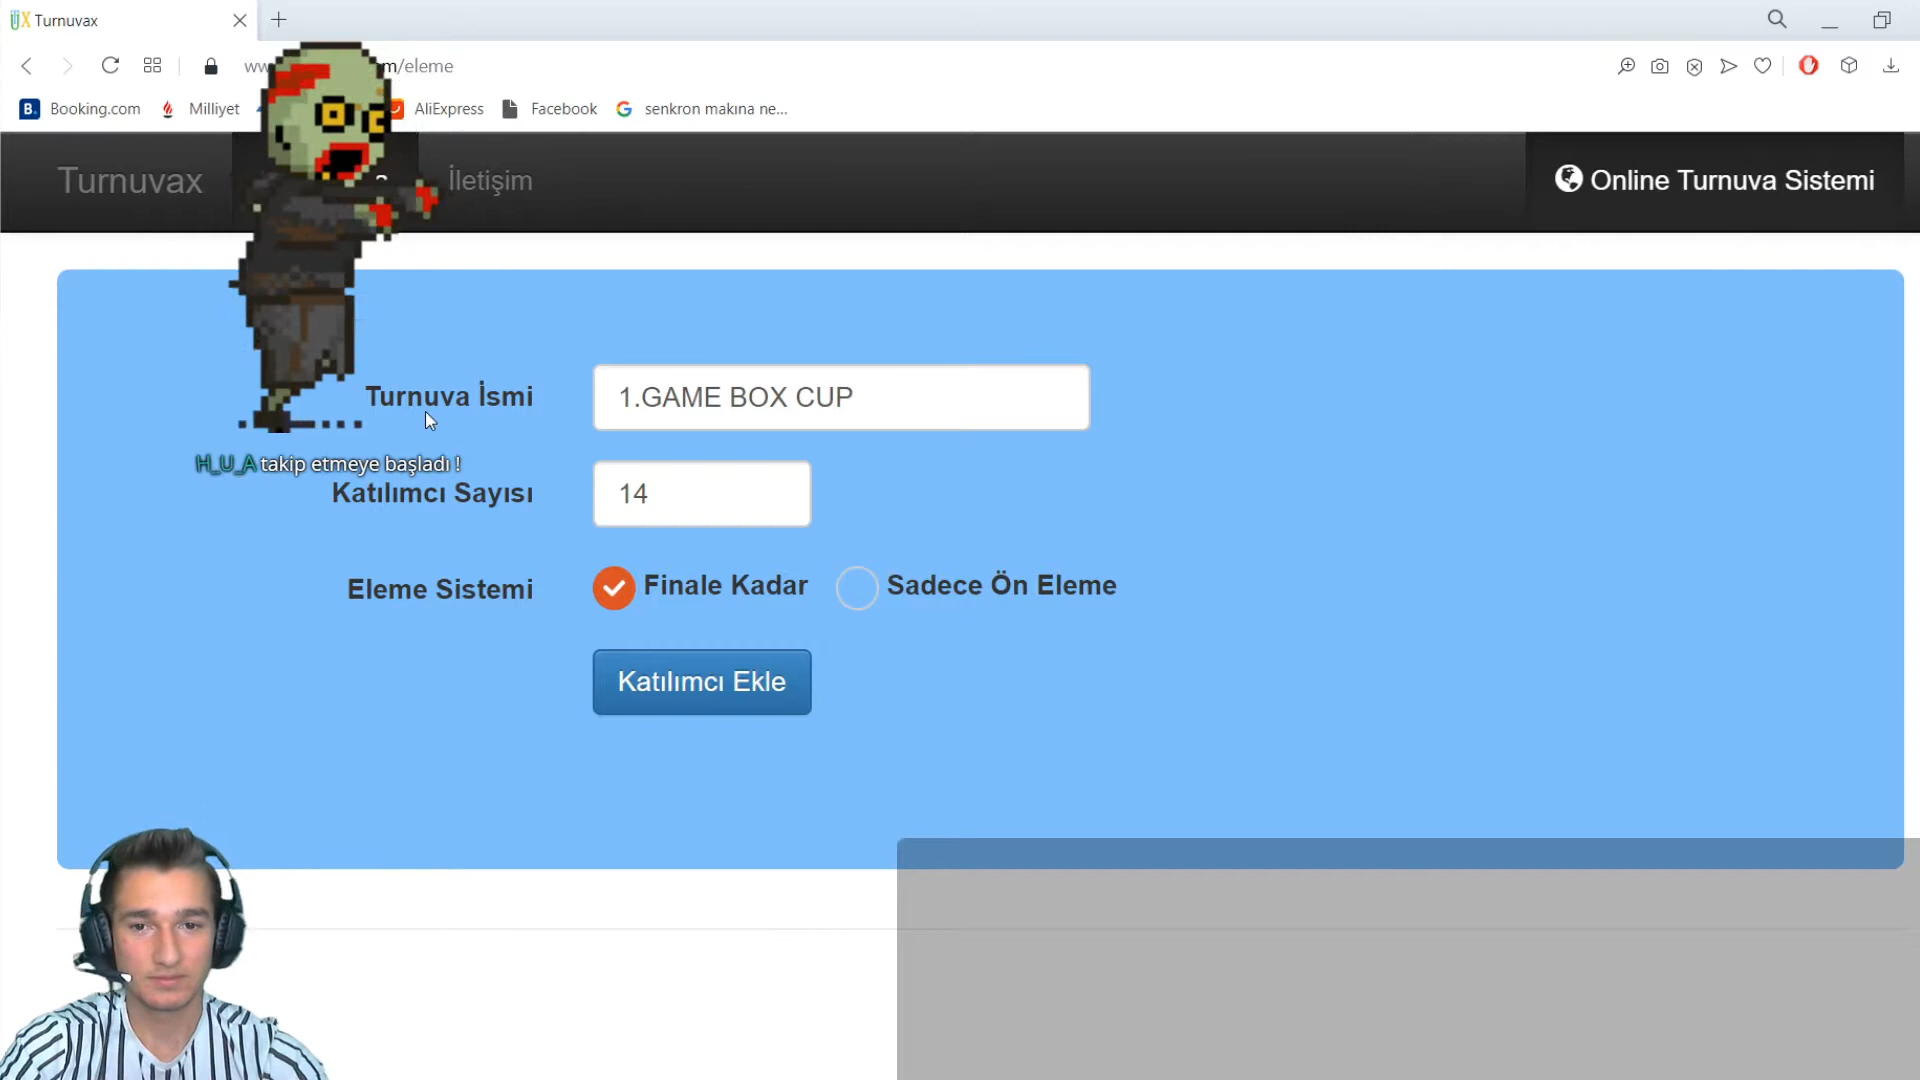 Turnuvax
m/eleme
Booking.com Milliyet AliExpress Facebook senkron makına ne...
Turnuvax İletişim Online Turnuva Sistemi
Turnuva İsmi 1.GAME BOX CUP
H_U_A takip etmeye başladı !
Katılımcı Sayısı 14
Eleme Sistemi Finale Kadar Sadece Ön Eleme
Katılımcı Ekle